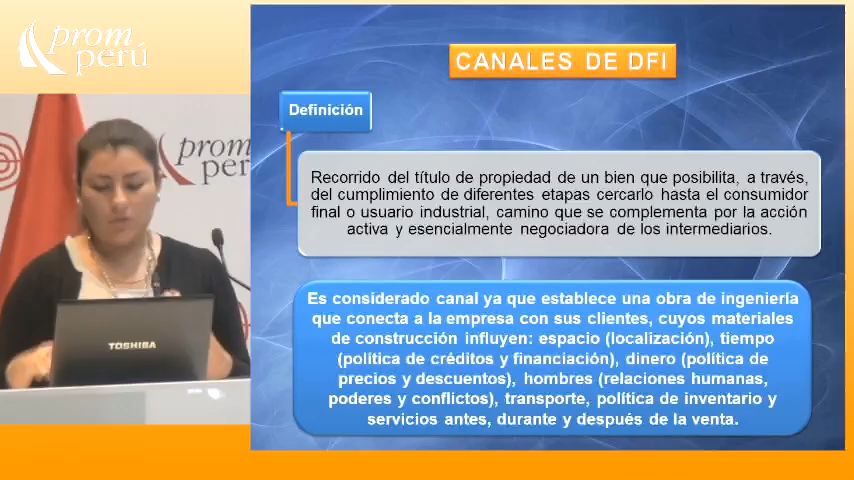 prom
perú
prom
per
TOSHIBA
CANALES DE DFI
Definición
Recorrido del título de propiedad de un bien que posibilita, a través,
del cumplimiento de diferentes etapas cercarlo hasta el consumidor
final o usuario industrial, camino que se complementa por la acción
activa y esencialmente negociadora de los intermediarios.
Es considerado canal ya que establece una obra de ingeniería
que conecta a la empresa con sus clientes, cuyos materiales
de construcción influyen: espacio (localización), tiempo
(política de créditos y financiación), dinero (política de
precios y descuentos), hombres (relaciones humanas,
poderes y conflictos), transporte, política de inventario y
servicios antes, durante y después de la venta.